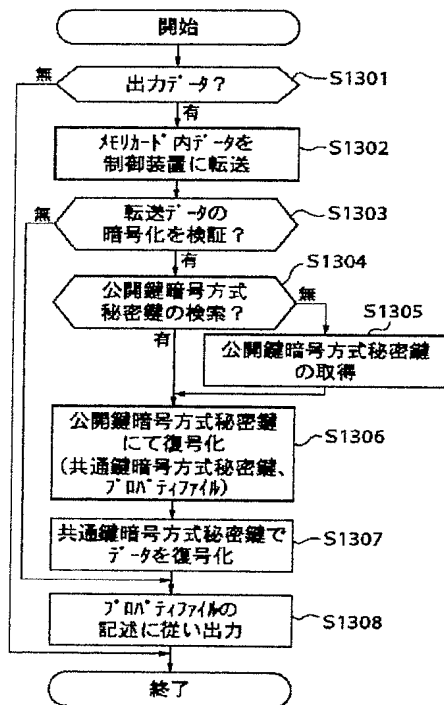 開始
出力データ?
S1301
無
有
メモリカード内データを
制御装置に転送
S1302
転送データの
暗号化を検証?
S1303
無
有
公開鍵暗号方式
秘密鍵の検索?
S1304
無
有
公開鍵暗号方式秘密鍵
の取得
S1305
公開鍵暗号方式秘密鍵
にて復号化
(共通鍵暗号方式秘密鍵、
プロパティファイル)
S1306
共通鍵暗号方式秘密鍵で
データを復号化
S1307
プロパティファイルの
記述に従い出力
S1308
終了